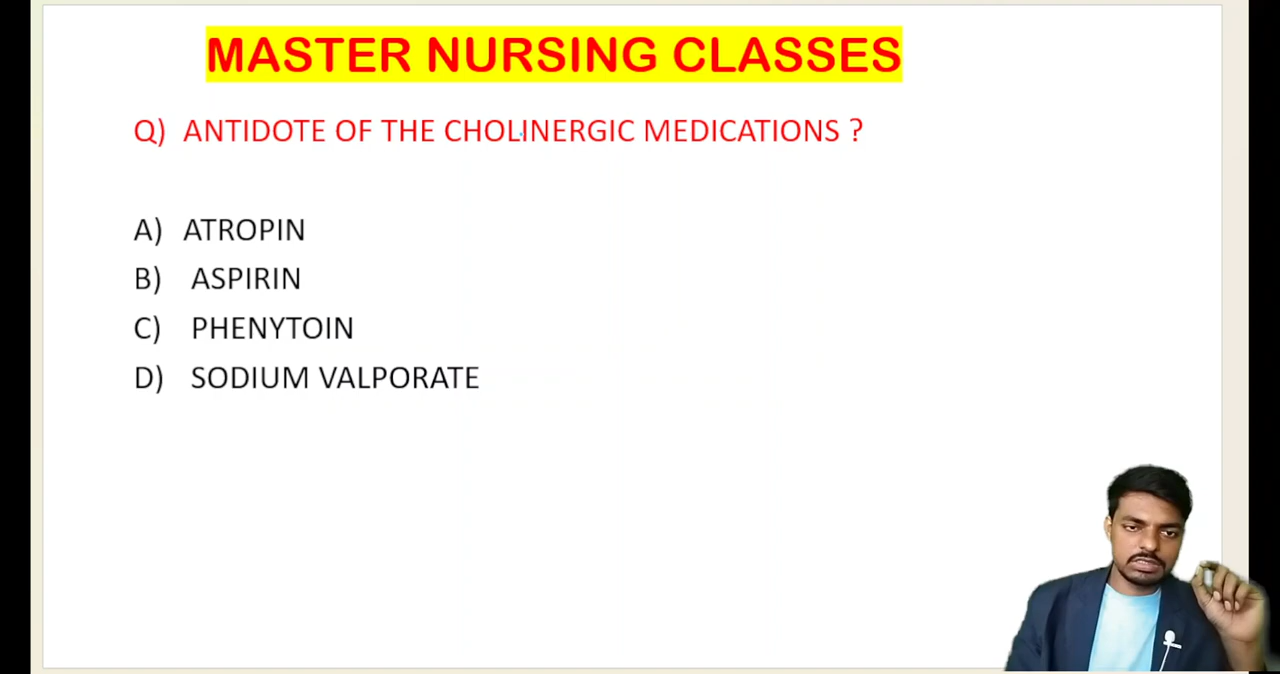 MASTER NURSING CLASSES
Q) ANTIDOTE OF THE CHOLINERGIC MEDICATIONS ?
A) ATROPIN
B) ASPIRIN
C) PHENYTOIN
D) SODIUM VALPORATE